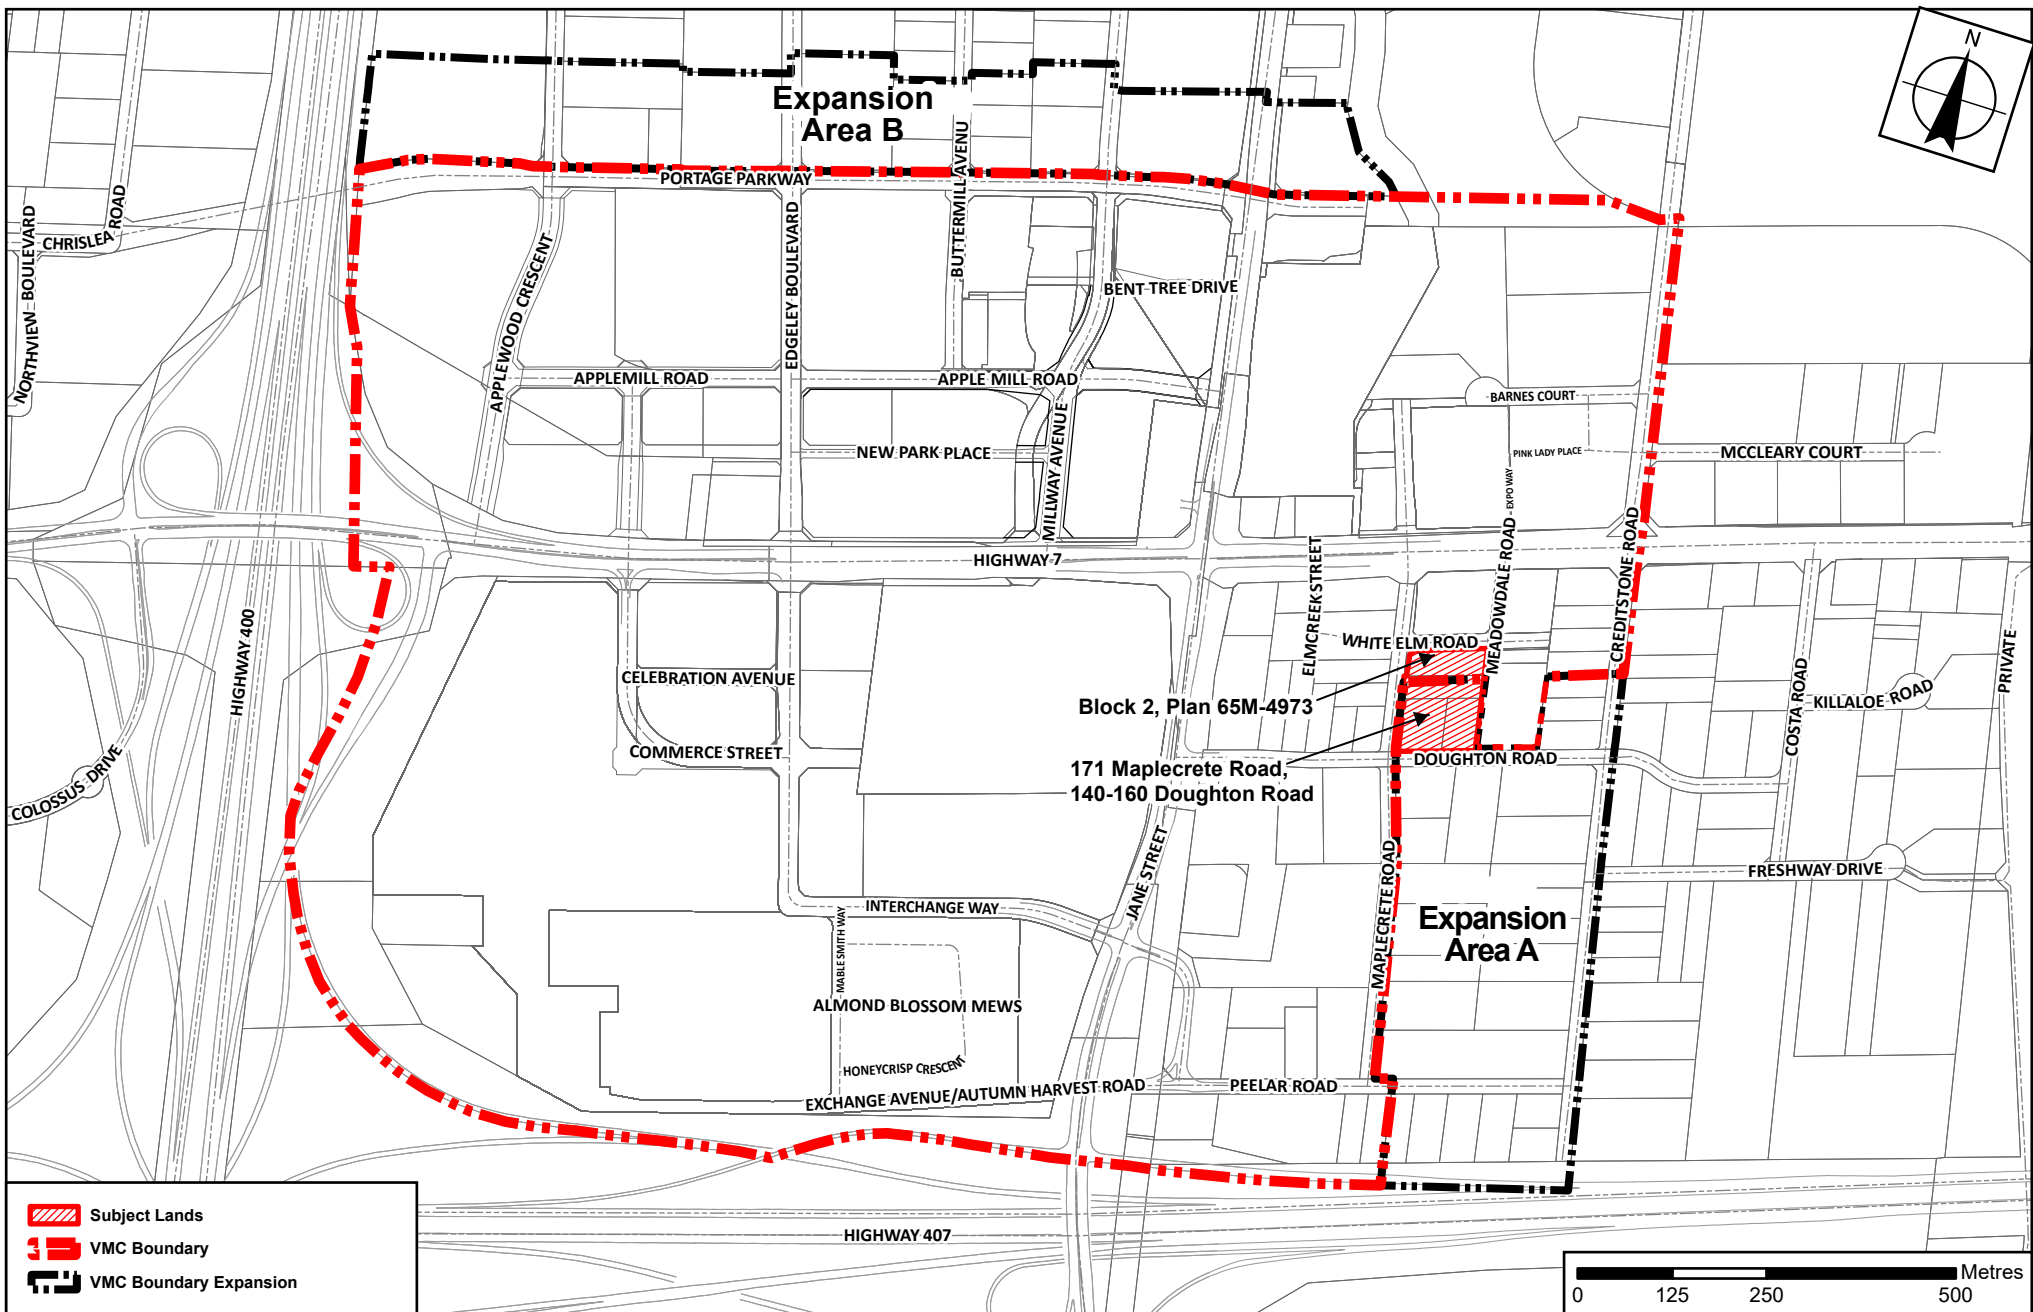 N
Expansion
Area B
PORTAGE PARKWAY
CHRISLEA ROAD
NORTHVIEW BOULEVARD
APPLEWOOD CRESCENT
EDGELEY BOULEVARD
BUTTERMILL AVENU
BENT TREE DRIVE
APPLEMILL ROAD
APPLE MILL ROAD
MILLWAY AVENUE
NEW PARK PLACE
BARNES COURT
PINK LADY PLACE
MCCLEARY COURT
EXPO WAY
HIGHWAY 7
ELMCREEK STREET
MEADOWDALE ROAD
CREDITSTONE ROAD
WHITE ELM ROAD
HIGHWAY 400
CELEBRATION AVENUE
COMMERCE STREET
COLOSSUS DRIVE
Block 2, Plan 65M-4973
171 Maplecrete Road,
140-160 Doughton Road
DOUGHTON ROAD
COSTA ROAD
KILLALOE ROAD
PRIVATE
FRESHWAY DRIVE
JANE STREET
MAPLECRETE ROAD
Expansion
Area A
INTERCHANGE WAY
MABLE SMITH WAY
ALMOND BLOSSOM MEWS
HONEYCRISP CRESCENT
EXCHANGE AVENUE/AUTUMN HARVEST ROAD
PEELAR ROAD
HIGHWAY 407
Subject Lands
VMC Boundary
VMC Boundary Expansion
Metres
0 125 250 500